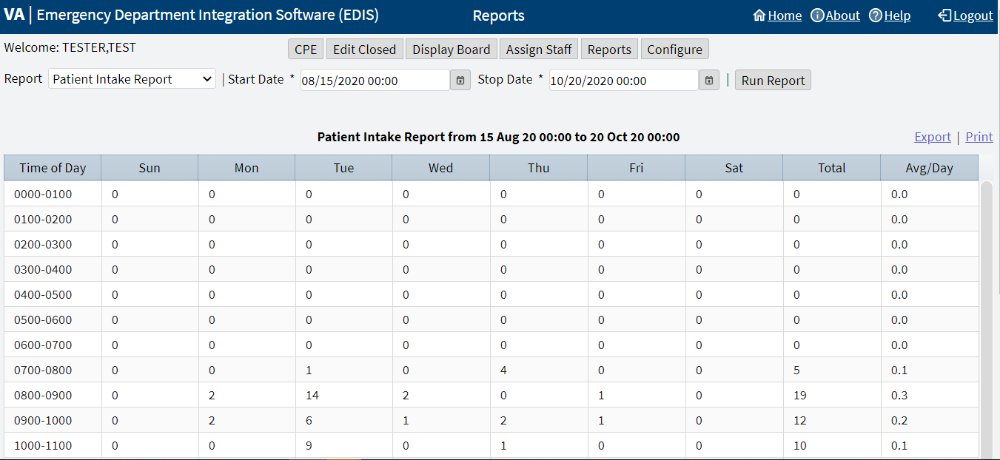 VA | Emergency Department Integration Software (EDIS) Reports Home About Help Logout
Welcome: TESTER,TEST CPE Edit Closed Display Board Assign Staff Reports Configure
Report Patient Intake Report | Start Date * 08/15/2020 00:00 Stop Date * 10/20/2020 00:00 | Run Report
Patient Intake Report from 15 Aug 20 00:00 to 20 Oct 20 00:00 Export | Print
Time of Day Sun Mon Tue Wed Thu Fri Sat Total Avg/Day
0000-0100 0 0 0 0 0 0 0 0 0.0
0100-0200 0 0 0 0 0 0 0 0 0.0
0200-0300 0 0 0 0 0 0 0 0 0.0
0300-0400 0 0 0 0 0 0 0 0 0.0
0400-0500 0 0 0 0 0 0 0 0 0.0
0500-0600 0 0 0 0 0 0 0 0 0.0
0600-0700 0 0 0 0 0 0 0 0 0.0
0700-0800 0 0 1 0 4 0 0 5 0.1
0800-0900 0 2 14 2 0 1 0 19 0.3
0900-1000 0 2 6 1 2 1 0 12 0.2
1000-1100 0 0 9 0 1 0 0 10 0.1